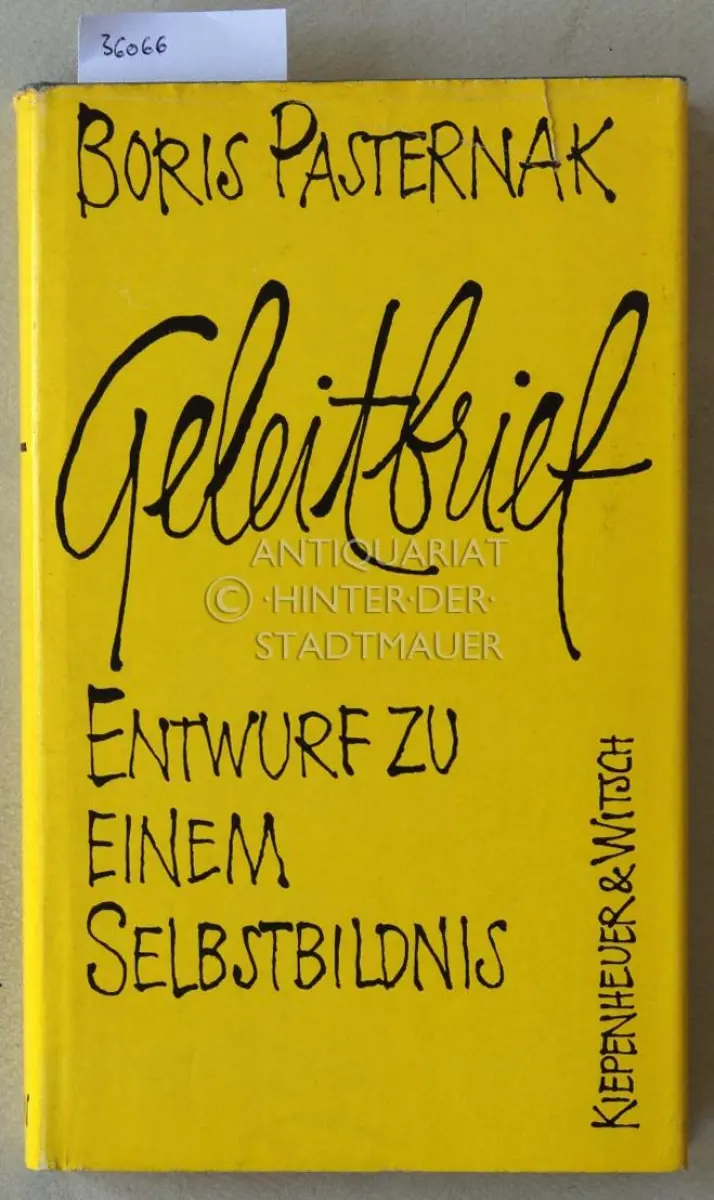 36066
BORIS PASTERNAK
Geleitbrief
ANTIQUARIAT
© ·HINTER·DER·
STADTMAUER
ENTWURF ZU
EINEM
SELBSTBILDNIS
KIEPENHEUER & WITSCH